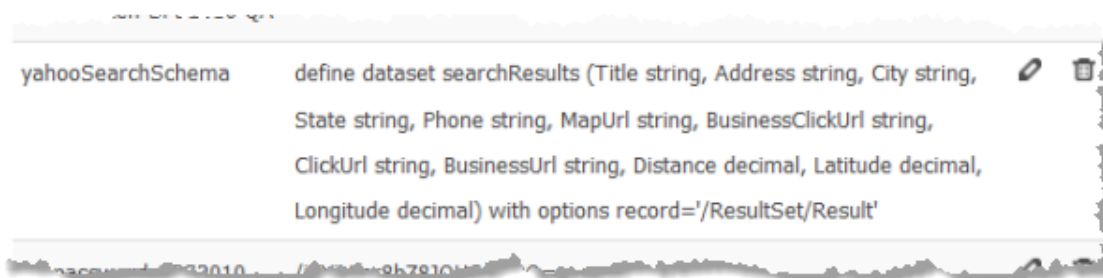 yahooSearchSchema define dataset searchResults (Title string, Address string, City string,
State string, Phone string, MapUrl string, BusinessClickUrl string,
ClickUrl string, BusinessUrl string, Distance decimal, Latitude decimal,
Longitude decimal) with options record='/ResultSet/Result'